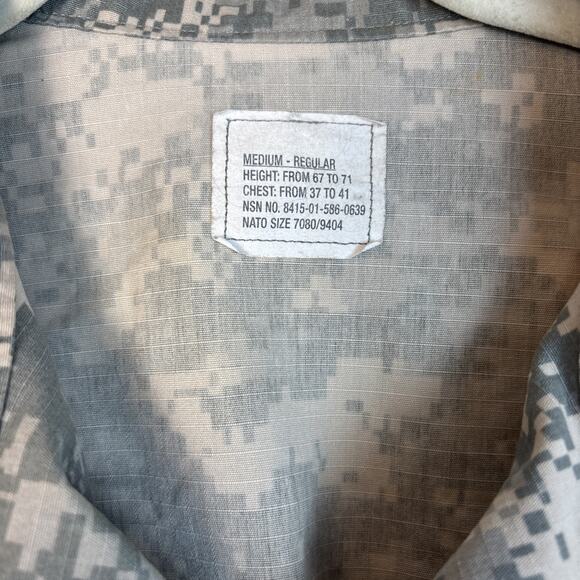 MEDIUM - REGULAR
HEIGHT: FROM 67 TO 71
CHEST: FROM 37 TO 41
NSN NO. 8415-01-586-0639
NATO SIZE 7080/9404